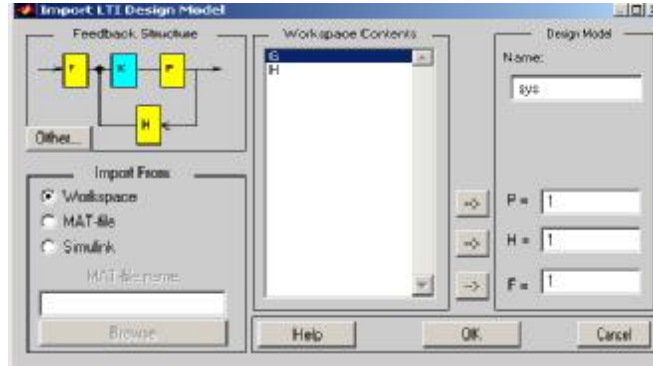 Import LTI Design Model
Feedback Structure
F
K
P
H
Other...
Import From:
Workspace
MAT-file
Simulink
MAT-file name:
Browse
Workspace Contents
G
H
Design Model
Name:
sys
--> P = 1
--> H = 1
--> F = 1
Help
OK
Cancel